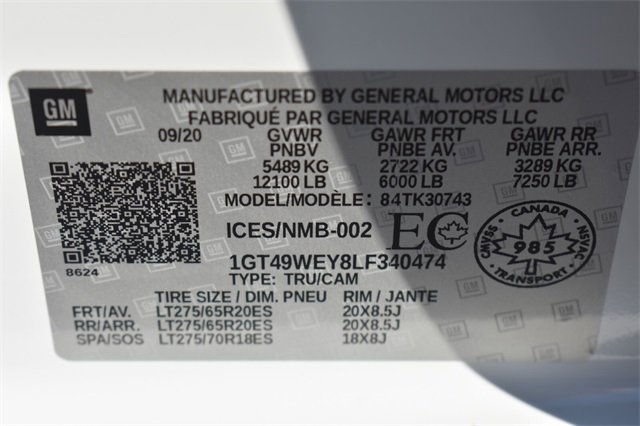 GM
MANUFACTURED BY GENERAL MOTORS LLC
FABRIQUÉ PAR GENERAL MOTORS LLC
09/20 GVWR GAWR FRT GAWR RR
PNBV PNBE AV. PNBE ARR.
5489 KG 2722 KG 3289 KG
12100 LB 6000 LB 7250 LB
MODEL/MODÈLE: 84TK30743
ICES/NMB-002 EC
CANADA
CMVSS 985 NSVAC
8624
1GT49WEY8LF340474
TYPE: TRU/CAM
TIRE SIZE / DIM. PNEU RIM / JANTE
FRT/AV. LT275/65R20ES 20X8.5J
RR/ARR. LT275/65R20ES 20X8.5J
SPA/SOS LT275/70R18ES 18X8J